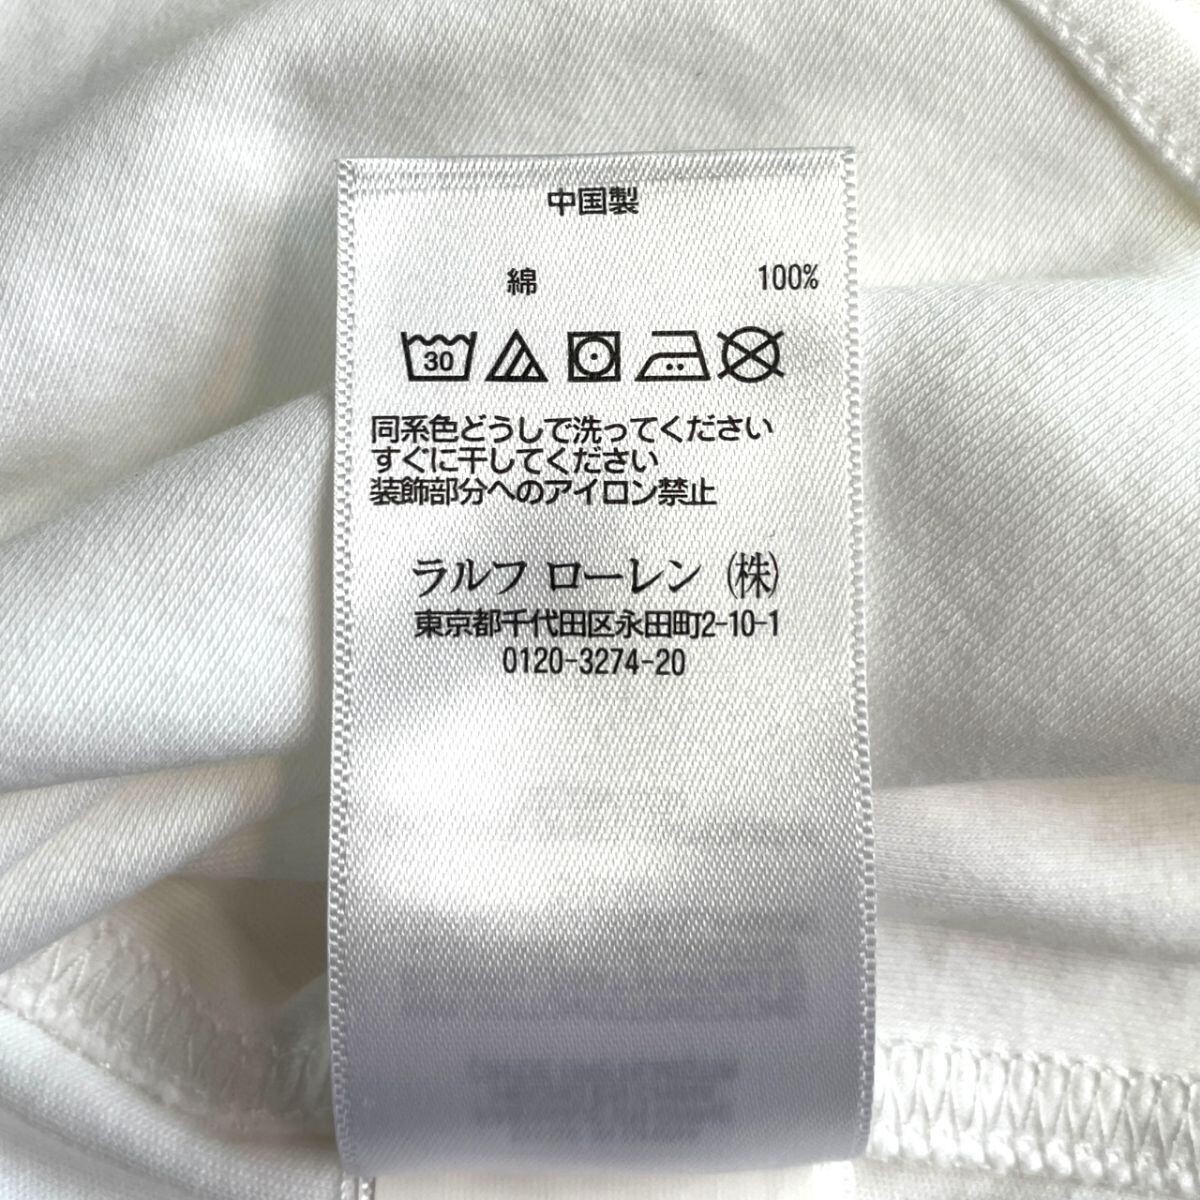 中国製
綿 100%
30
同系色どうしで洗ってください
すぐに干してください
装飾部分へのアイロン禁止
ラルフ ローレン (株)
東京都千代田区永田町2-10-1
0120-3274-20